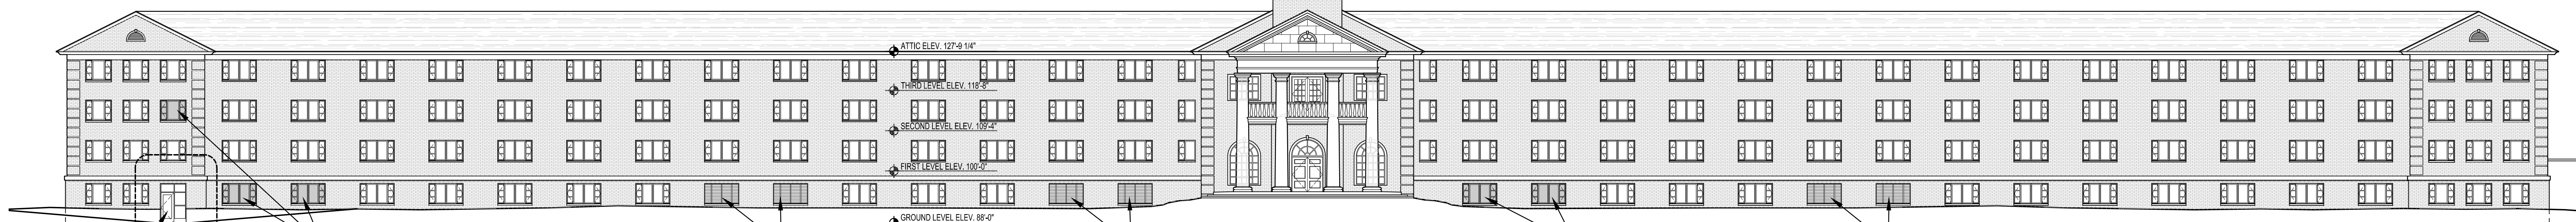 ATTIC ELEV. 127'-9 1/4"
THIRD LEVEL ELEV. 118'-8"
SECOND LEVEL ELEV. 109'-4"
FIRST LEVEL ELEV. 100'-0"
GROUND LEVEL ELEV. 88'-0"